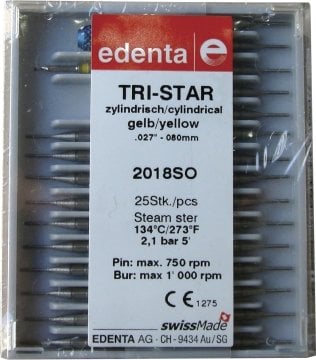 edenta e
TRI-STAR
zylindrisch/cylindrical
gelb/yellow
.027" - 080mm
2018SO
25Stk./pcs
Steam ster
134°C/273°F
2,1 bar 5'
Pin: max. 750 rpm
Bur: max 1' 000 rpm
CE 1275
swissMade
EDENTA AG · CH - 9434 Au/SG